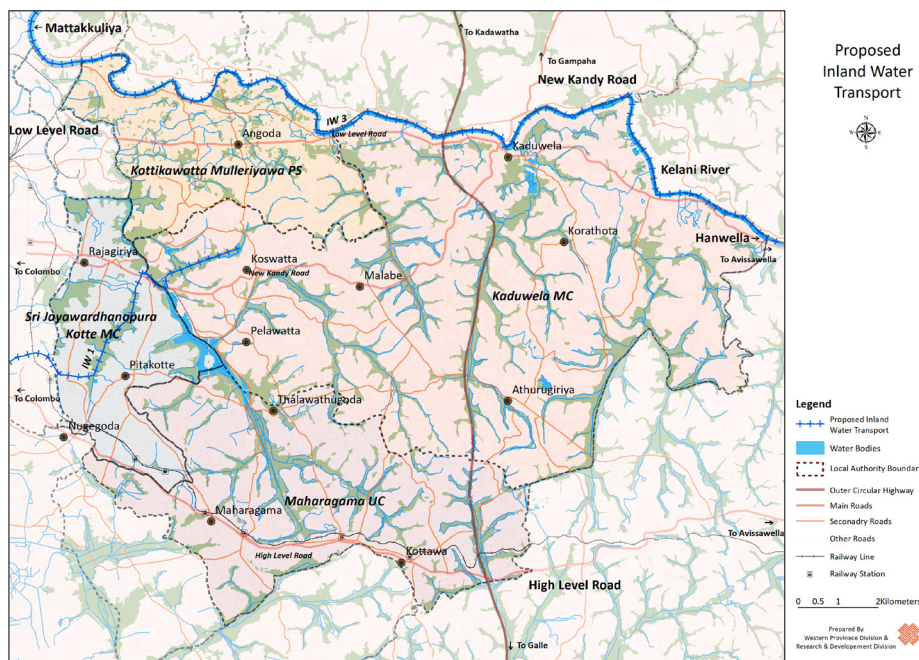 Proposed
Inland Water
Transport
N
W
E
S
Mattakkuliya
To Kadawatha
To Gampaha
New Kandy Road
IW 3
Low Level Road
Low Level Road
Angoda
Kaduwela
Kottikawatta Mulleriyawa PS
Kelani River
Korathota
Hanwella
To Avissawella
Rajagiriya
Koswatta
New Kandy Road
To Colombo
Malabe
Kaduwela MC
Sri Jayawardhanapura
Kotte MC
Pelawatta
IW 1
Pitakotte
To Colombo
Athurugiriya
Thalawathugoda
Nugegoda
Maharagama UC
Maharagama
To Avissawella
High Level Road
Kottawa
High Level Road
To Galle
Legend
Proposed Inland
Water Transport
Water Bodies
Local Authority Boundar
Outer Circular Highway
Main Roads
Seconadry Roads
Other Roads
Railway Line
Railway Station
0 0.5 1 2Kilometers
Prepared By
Western Provinece Division &
Research & Developement Division